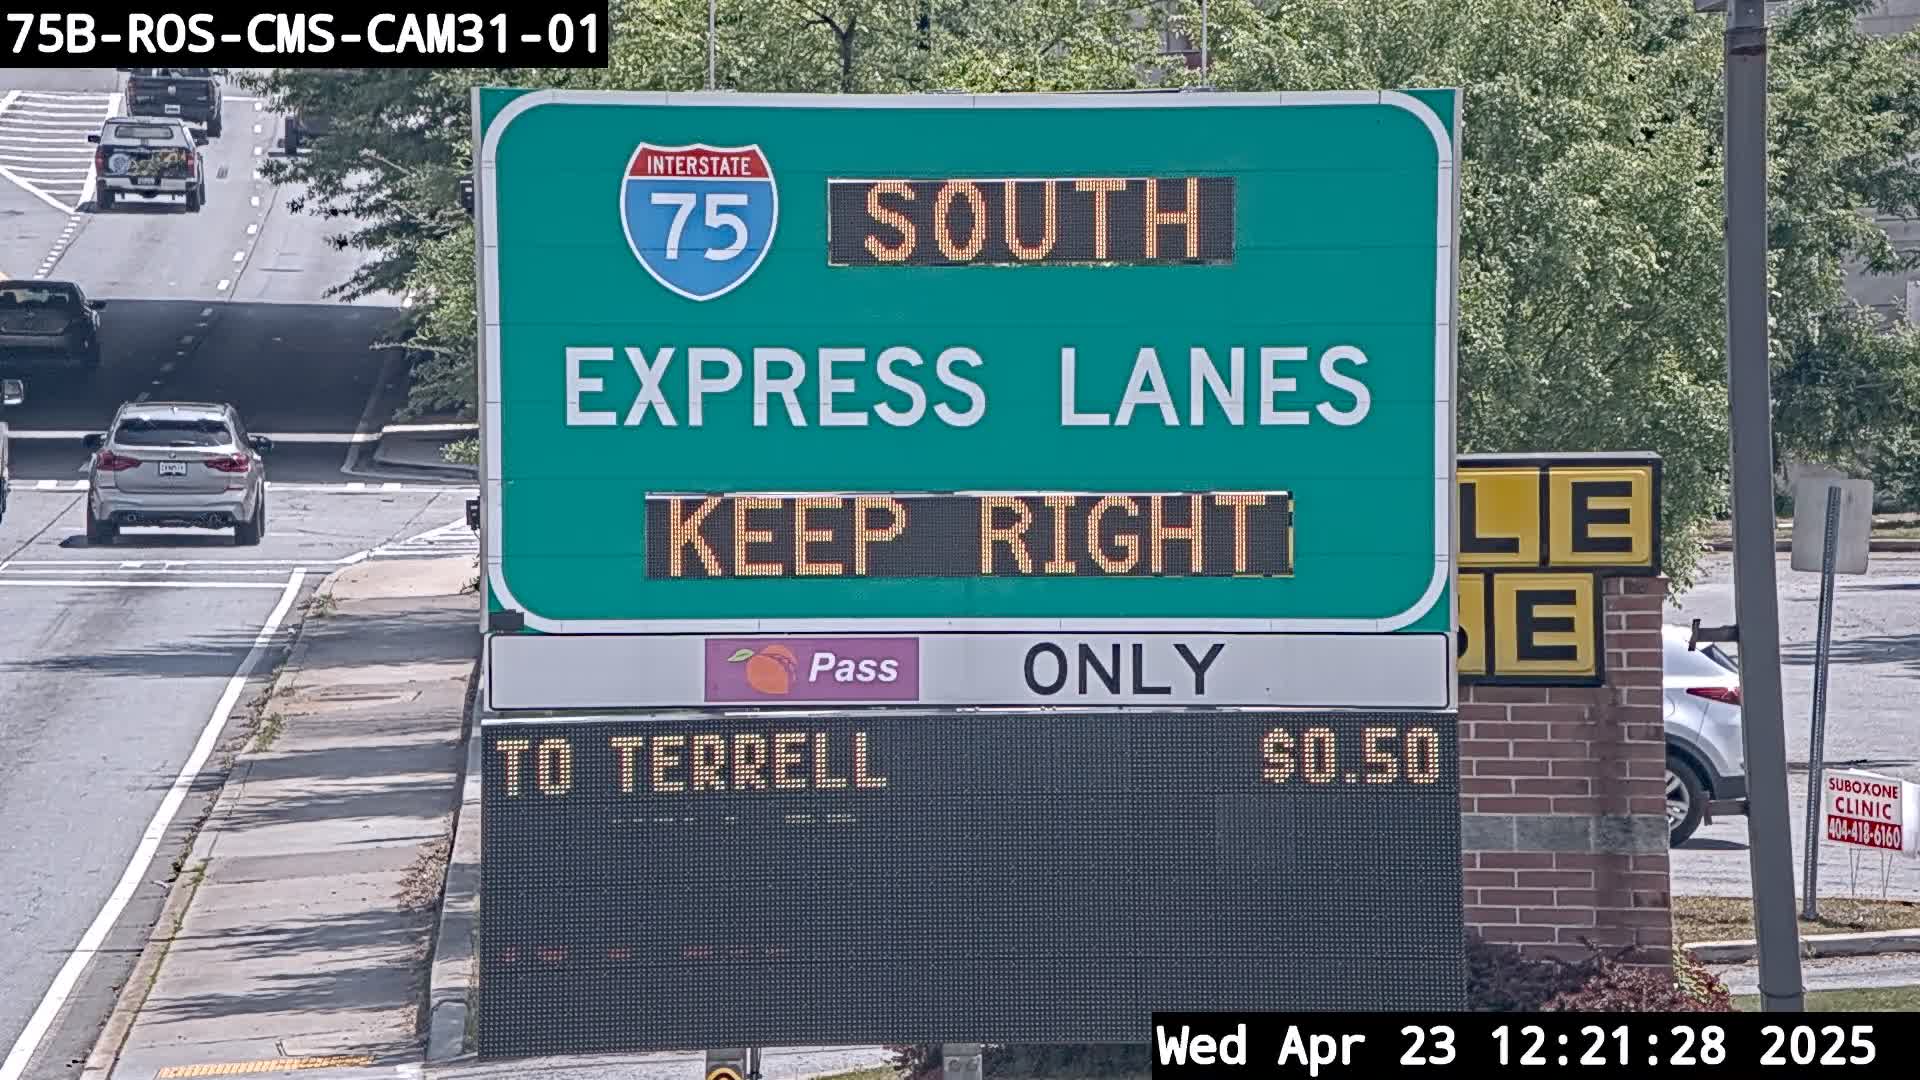 75B-ROS-CMS-CAM31-01
INTERSTATE
75
SOUTH
EXPRESS LANES
KEEP RIGHT
Pass ONLY
TO TERRELL $0.50
LE
E
SUBOXONE
CLINIC
404-418-6160
Wed Apr 23 12:21:28 2025